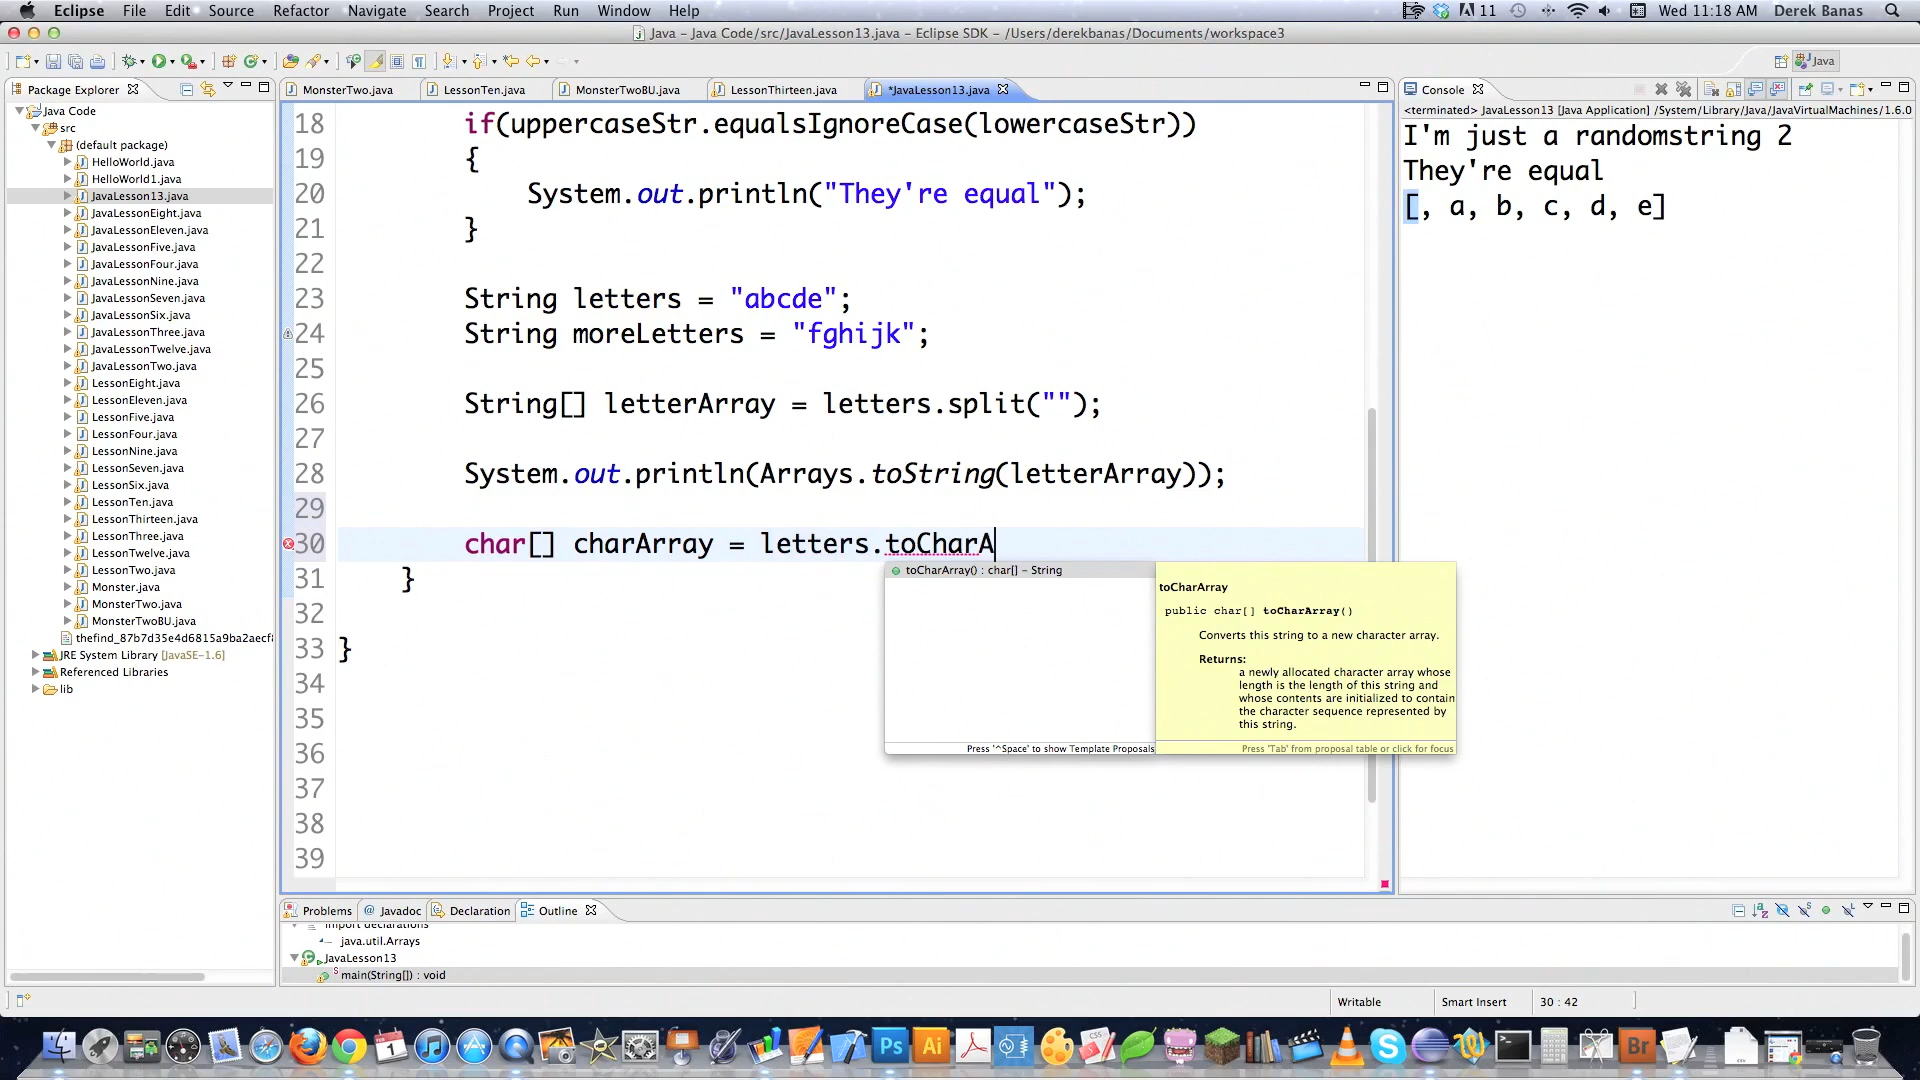 Eclipse File Edit Source Refactor Navigate Search Project Run Window Help 11 Wed 11:18 AM Derek Banas
Java – Java Code/src/JavaLesson13.java – Eclipse SDK – /Users/derekbanas/Documents/workspace3
Java
Package Explorer
Java Code
src
(default package)
HelloWorld.java
HelloWorld1.java
JavaLesson13.java
JavaLessonEight.java
JavaLessonEleven.java
JavaLessonFive.java
JavaLessonFour.java
JavaLessonNine.java
JavaLessonSeven.java
JavaLessonSix.java
JavaLessonThree.java
JavaLessonTwelve.java
JavaLessonTwo.java
LessonEight.java
LessonEleven.java
LessonFive.java
LessonFour.java
LessonNine.java
LessonSeven.java
LessonSix.java
LessonTen.java
LessonThirteen.java
LessonThree.java
LessonTwelve.java
LessonTwo.java
Monster.java
MonsterTwo.java
MonsterTwoBU.java
thefind_87b7d35e4d6815a9ba2aecf8
JRE System Library [JavaSE-1.6]
Referenced Libraries
lib
MonsterTwo.java LessonTen.java MonsterTwoBU.java LessonThirteen.java *JavaLesson13.java
18 if(uppercaseStr.equalsIgnoreCase(lowercaseStr))
19 {
20 System.out.println("They're equal");
21 }
22
23 String letters = "abcde";
24 String moreLetters = "fghijk";
25
26 String[] letterArray = letters.split("");
27
28 System.out.println(Arrays.toString(letterArray));
29
30 char[] charArray = letters.toCharA
31 }
32
33 }
34
35
36
37
38
39
toCharArray() : char[] – String
Press '^Space' to show Template Proposals
toCharArray
public char[] toCharArray()
Converts this string to a new character array.
Returns:
a newly allocated character array whose
length is the length of this string and
whose contents are initialized to contain
the character sequence represented by
this string.
Press 'Tab' from proposal table or click for focus
Console
<terminated> JavaLesson13 [Java Application] /System/Library/Java/JavaVirtualMachines/1.6.0
I'm just a randomstring 2
They're equal
[, a, b, c, d, e]
Problems Javadoc Declaration Outline
import declarations
java.util.Arrays
JavaLesson13
main(String[]) : void
Writable Smart Insert 30 : 42